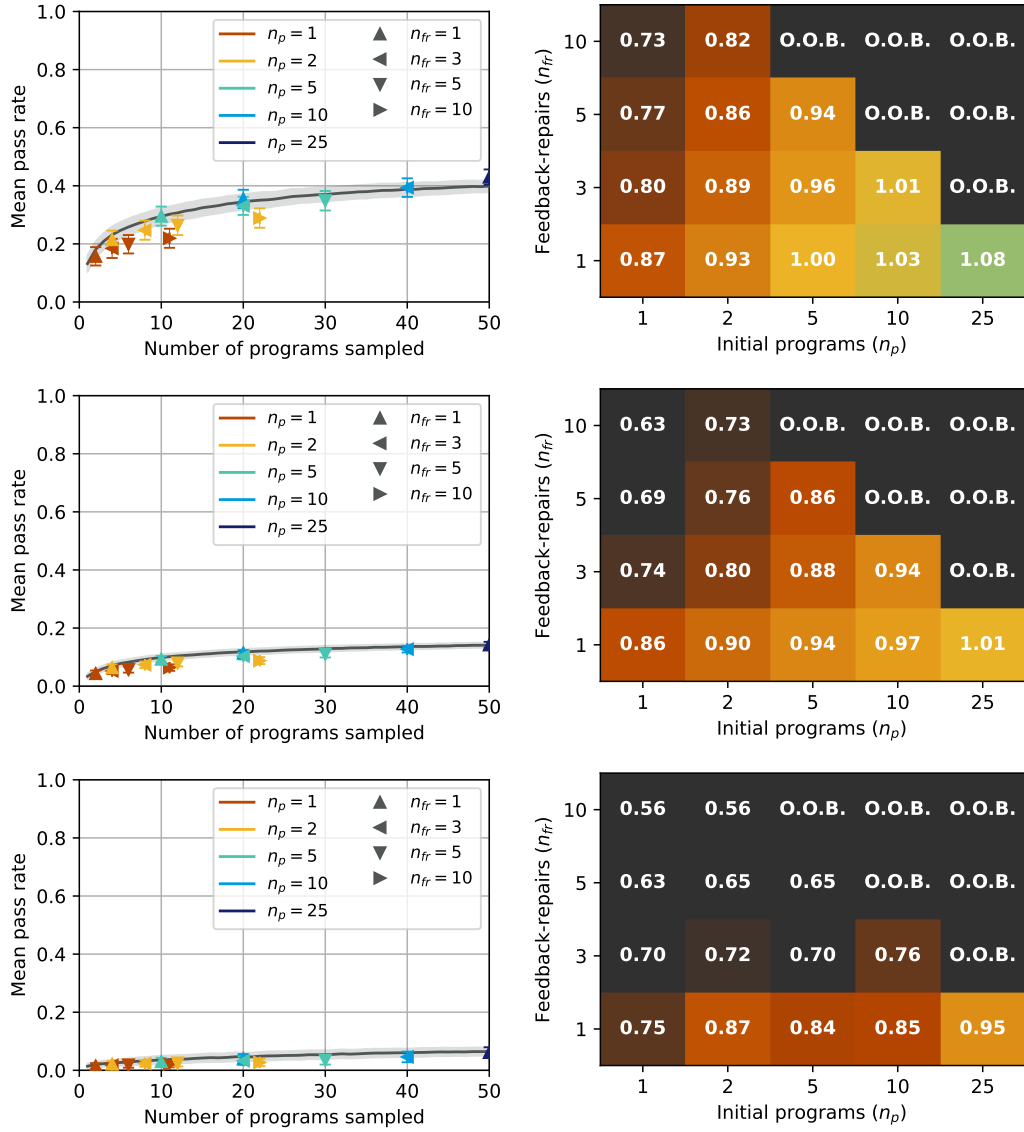 1.0
0.8
0.6
0.4
0.2
0.0
Mean pass rate
n_p = 1
n_p = 2
n_p = 5
n_p = 10
n_p = 25
n_fr = 1
n_fr = 3
n_fr = 5
n_fr = 10
0 10 20 30 40 50
Number of programs sampled
Feedback-repairs (n_fr)
10 0.73 0.82 O.O.B. O.O.B. O.O.B.
5 0.77 0.86 0.94 O.O.B. O.O.B.
3 0.80 0.89 0.96 1.01 O.O.B.
1 0.87 0.93 1.00 1.03 1.08
1 2 5 10 25
Initial programs (n_p)
1.0
0.8
0.6
0.4
0.2
0.0
Mean pass rate
n_p = 1
n_p = 2
n_p = 5
n_p = 10
n_p = 25
n_fr = 1
n_fr = 3
n_fr = 5
n_fr = 10
0 10 20 30 40 50
Number of programs sampled
Feedback-repairs (n_fr)
10 0.63 0.73 O.O.B. O.O.B. O.O.B.
5 0.69 0.76 0.86 O.O.B. O.O.B.
3 0.74 0.80 0.88 0.94 O.O.B.
1 0.86 0.90 0.94 0.97 1.01
1 2 5 10 25
Initial programs (n_p)
1.0
0.8
0.6
0.4
0.2
0.0
Mean pass rate
n_p = 1
n_p = 2
n_p = 5
n_p = 10
n_p = 25
n_fr = 1
n_fr = 3
n_fr = 5
n_fr = 10
0 10 20 30 40 50
Number of programs sampled
Feedback-repairs (n_fr)
10 0.56 0.56 O.O.B. O.O.B. O.O.B.
5 0.63 0.65 0.65 O.O.B. O.O.B.
3 0.70 0.72 0.70 0.76 O.O.B.
1 0.75 0.87 0.84 0.85 0.95
1 2 5 10 25
Initial programs (n_p)